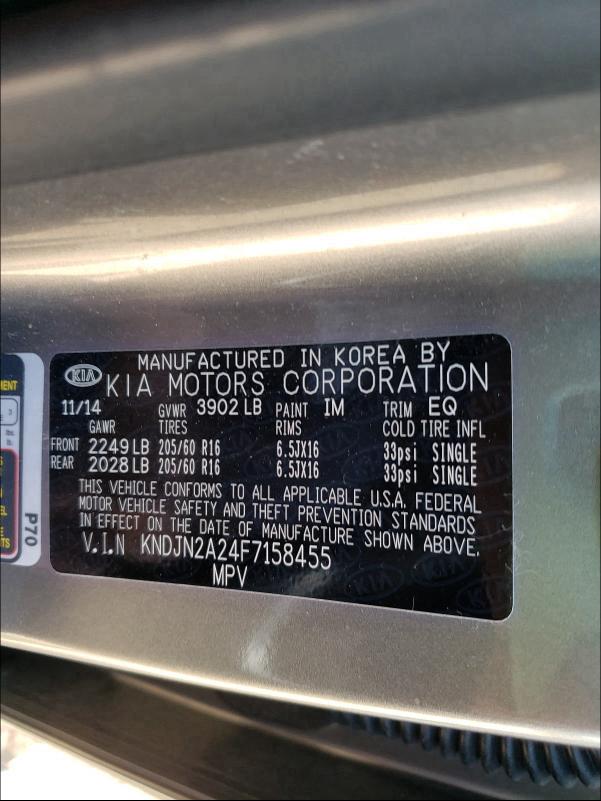 MANUFACTURED IN KOREA BY
KIA KIA MOTORS CORPORATION
11/14 GVWR 3902 LB PAINT IM TRIM EQ
GAWR TIRES RIMS COLD TIRE INFL
FRONT 2249 LB 205/60 R16 6.5JX16 33psi SINGLE
REAR 2028 LB 205/60 R16 6.5JX16 33psi SINGLE
THIS VEHICLE CONFORMS TO ALL APPLICABLE U.S.A. FEDERAL
MOTOR VEHICLE SAFETY AND THEFT PREVENTION STANDARDS
IN EFFECT ON THE DATE OF MANUFACTURE SHOWN ABOVE.
V.I.N KNDJN2A24F7158455
MPV
P70